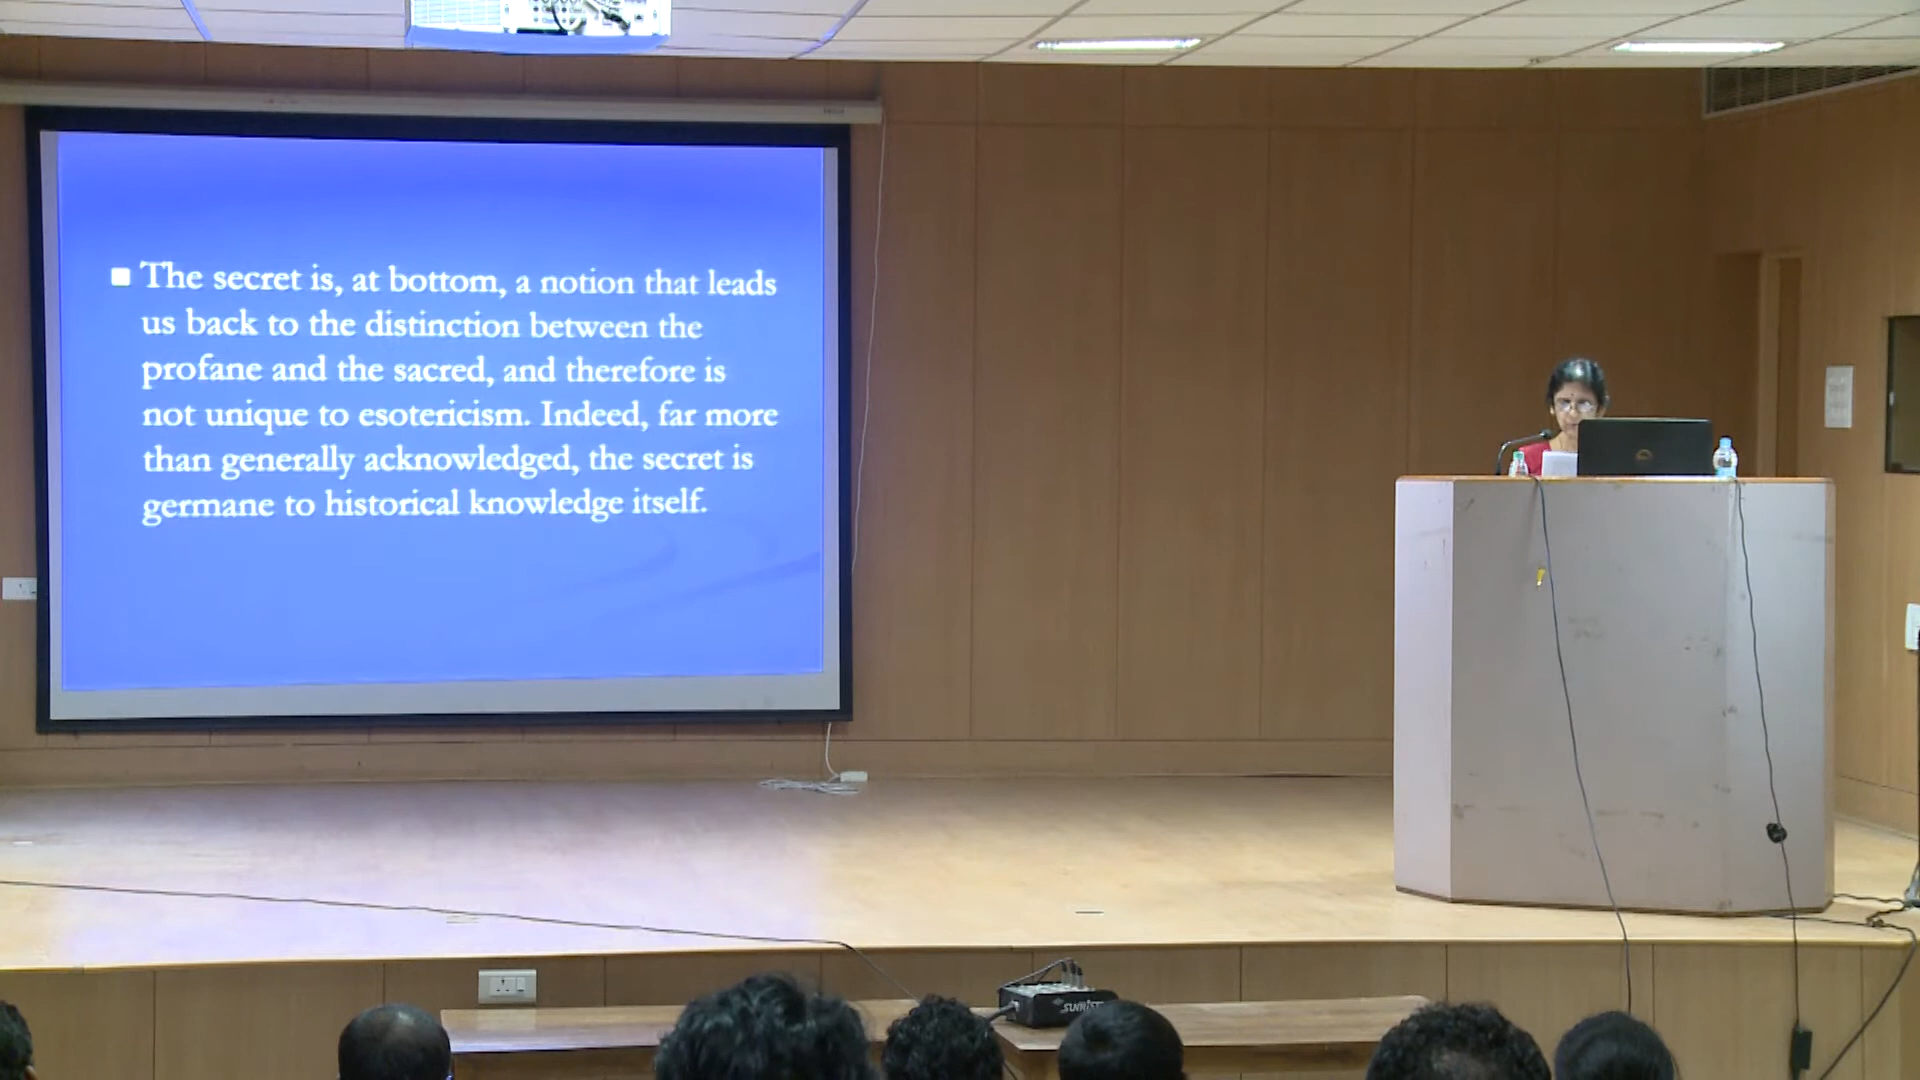 The secret is, at bottom, a notion that leads
us back to the distinction between the
profane and the sacred, and therefore is
not unique to esotericism. Indeed, far more
than generally acknowledged, the secret is
germane to historical knowledge itself.